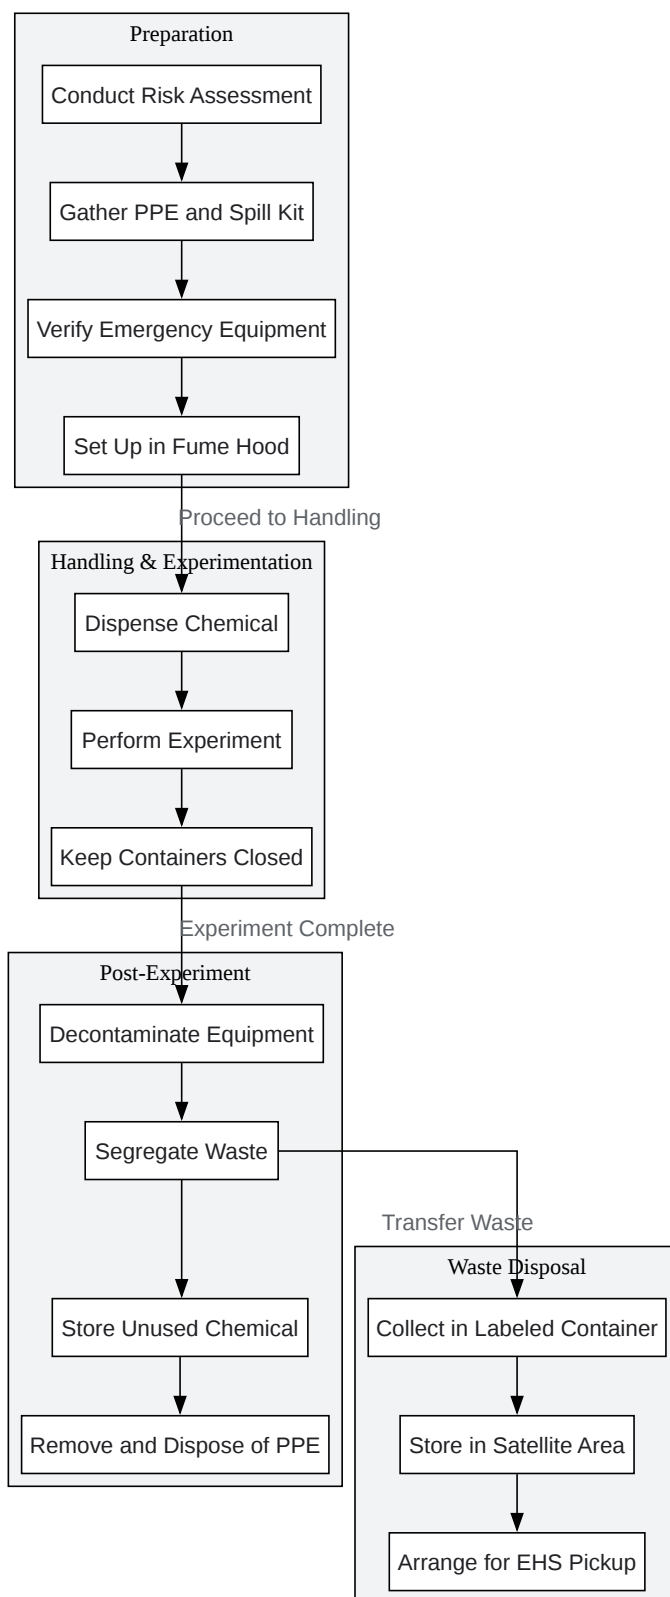 Preparation
Conduct Risk Assessment
Gather PPE and Spill Kit
Verify Emergency Equipment
Set Up in Fume Hood
Proceed to Handling
Handling & Experimentation
Dispense Chemical
Perform Experiment
Keep Containers Closed
Experiment Complete
Post-Experiment
Decontaminate Equipment
Segregate Waste
Store Unused Chemical
Remove and Dispose of PPE
Transfer Waste
Waste Disposal
Collect in Labeled Container
Store in Satellite Area
Arrange for EHS Pickup